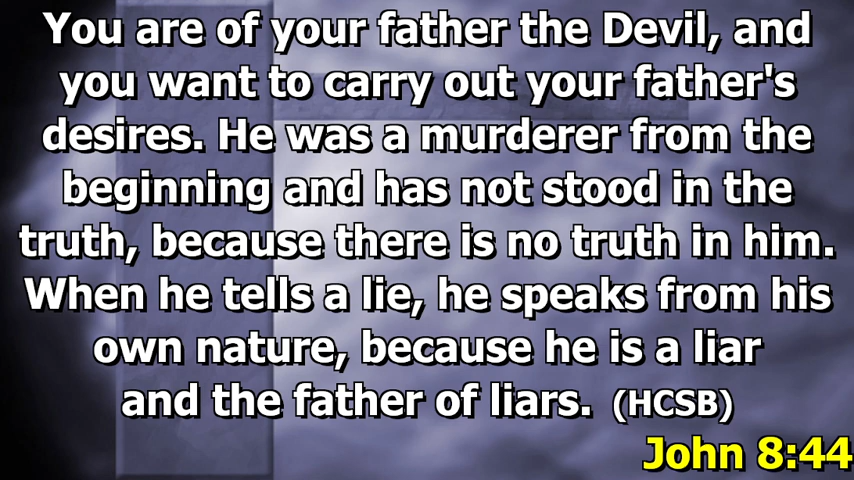 You are of your father the Devil, and
you want to carry out your father's
desires. He was a murderer from the
beginning and has not stood in the
truth, because there is no truth in him.
When he tells a lie, he speaks from his
own nature, because he is a liar
and the father of liars. (HCSB)
John 8:44